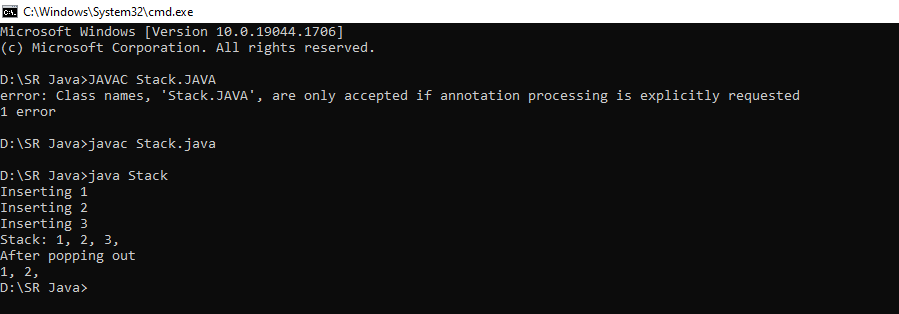 C:\Windows\System32\cmd.exe
Microsoft Windows [Version 10.0.19044.1706]
(c) Microsoft Corporation. All rights reserved.
D:\SR Java>JAVAC Stack.JAVA
error: Class names, 'Stack.JAVA', are only accepted if annotation processing is explicitly requested
1 error
D:\SR Java>javac Stack.java
D:\SR Java>java Stack
Inserting 1
Inserting 2
Inserting 3
Stack: 1, 2, 3,
After popping out
1, 2,
D:\SR Java>